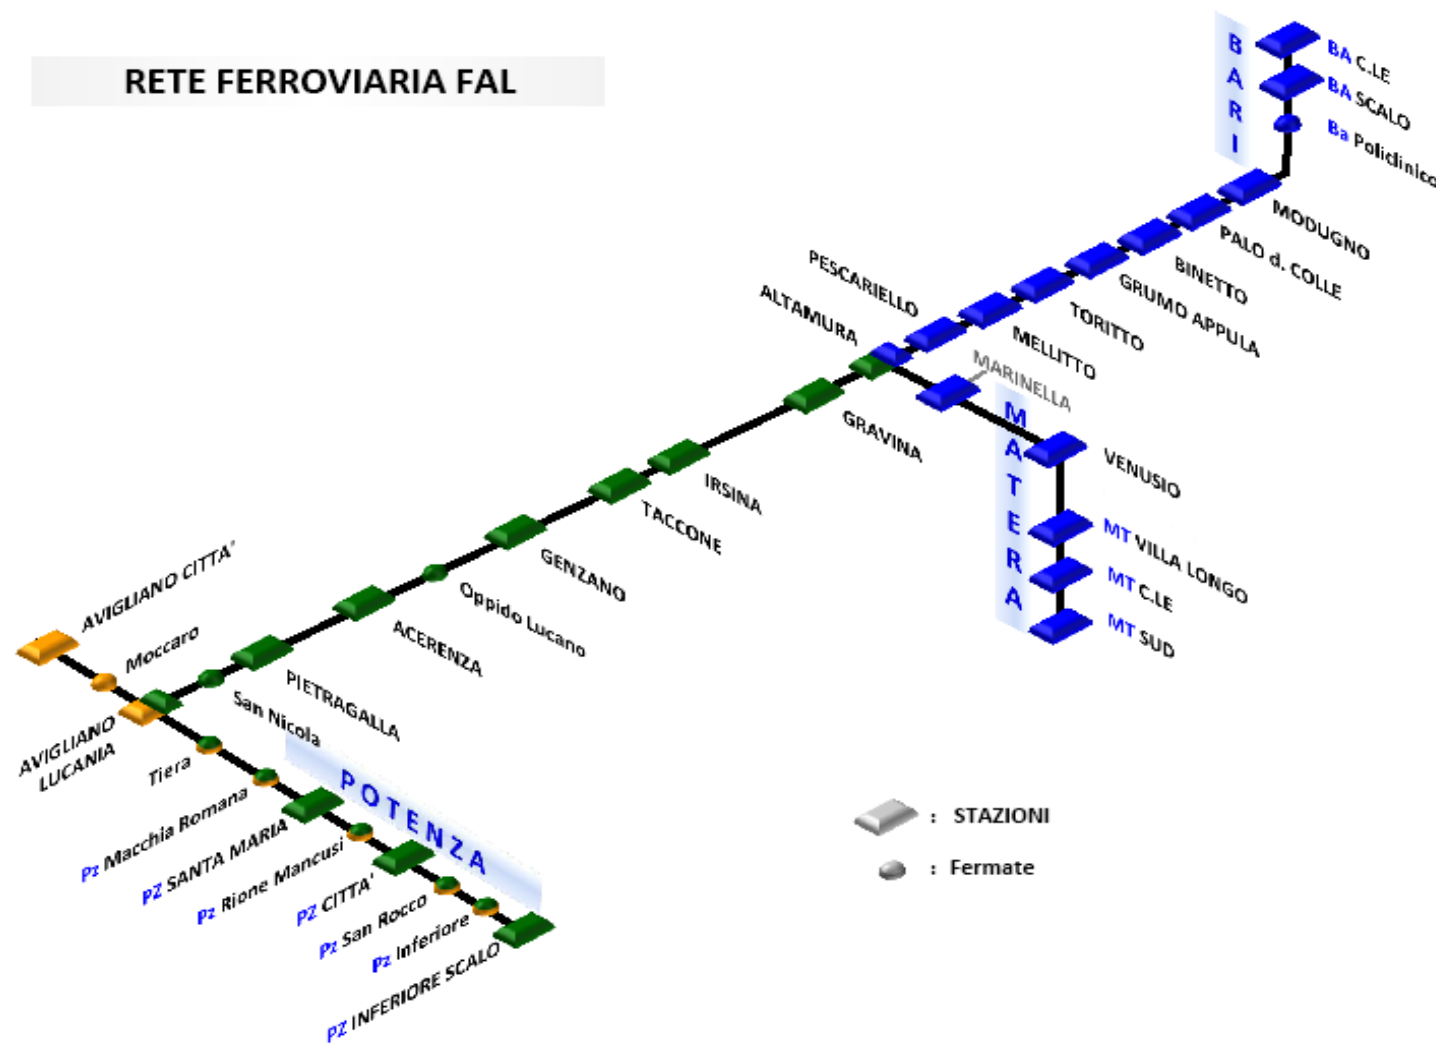 RETE FERROVIARIA FAL
BARI
BA C.LE
BA SCALO
Ba Policlinico
MODUGNO
PALO d. COLLE
BINETTO
GRUMO APPULA
TORITTO
MELLITTO
PESCARIELLO
ALTAMURA
MARINELLA
MATERA
VENUSIO
MT VILLA LONGO
MT C.LE
MT SUD
GRAVINA
IRSINA
TACCONE
GENZANO
Oppido Lucano
ACERENZA
PIETRAGALLA
San Nicola
AVIGLIANO CITTA'
Moccaro
AVIGLIANO
LUCANIA
Tiera
POTENZA
Pz Macchia Romana
PZ SANTA MARIA
Pz Rione Mancusi
PZ CITTA'
Pz San Rocco
Pz Inferiore
PZ INFERIORE SCALO
: STAZIONI
: Fermate